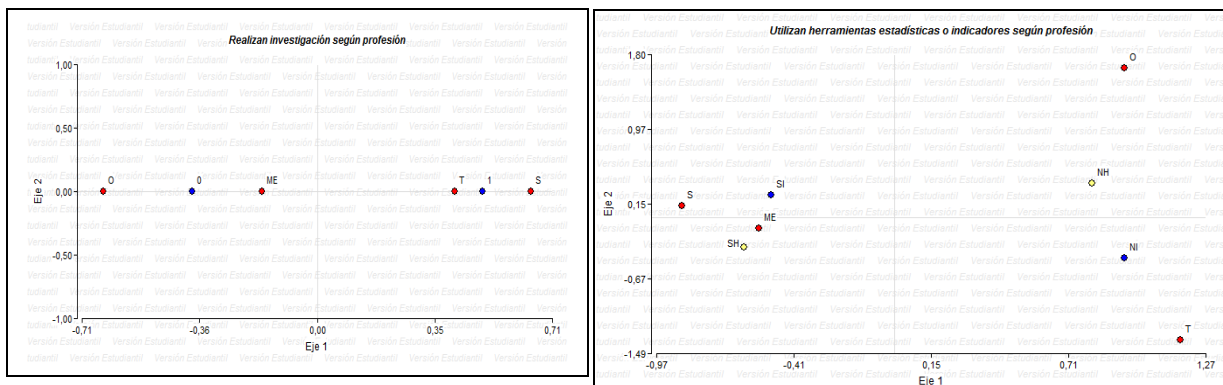 Realizan investigación según profesión
1,00
0,50
0,00
-0,50
-1,00
Eje 2
O
0
ME
T
1
S
-0,71
-0,36
0,00
0,35
0,71
Eje 1
Utilizan herramientas estadísticas o indicadores según profesión
1,80
0,97
0,15
-0,67
-1,49
Eje 2
O
NH
SI
S
ME
SH
NI
T
-0,97
-0,41
0,15
0,71
1,27
Eje 1
Versión Estudiantil